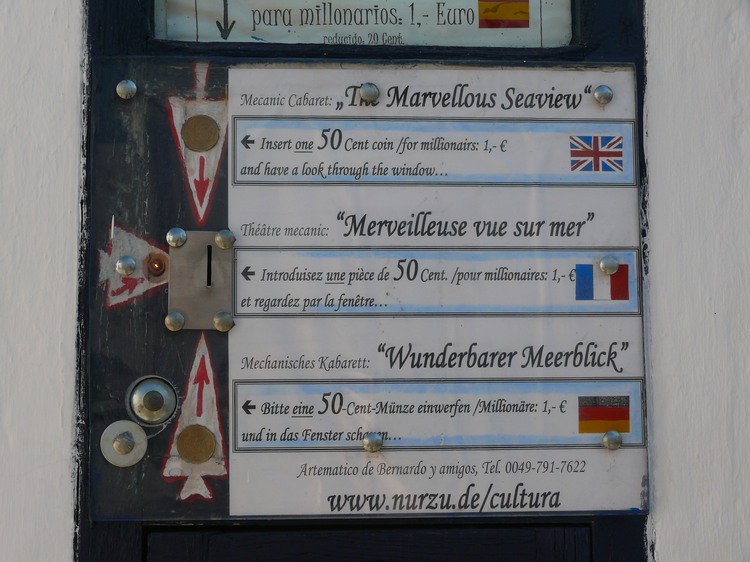 para millonarios: 1,- Euro
reducido: 20 Cent.
Mecanic Cabaret: „The Marvellous Seaview“
← Insert one 50 Cent coin /for millionairs: 1,- €
and have a look through the window...
Théâtre mecanic: “Merveilleuse vue sur mer”
← Introduisez une pièce de 50 Cent. /pour millionaires: 1,- €
et regardez par la fenêtre...
Mechanisches Kabarett: “Wunderbarer Meerblick”
← Bitte eine 50-Cent-Münze einwerfen /Millionäre: 1,- €
und in das Fenster schauen...
Artematico de Bernardo y amigos, Tel. 0049-791-7622
www.nurzu.de/cultura